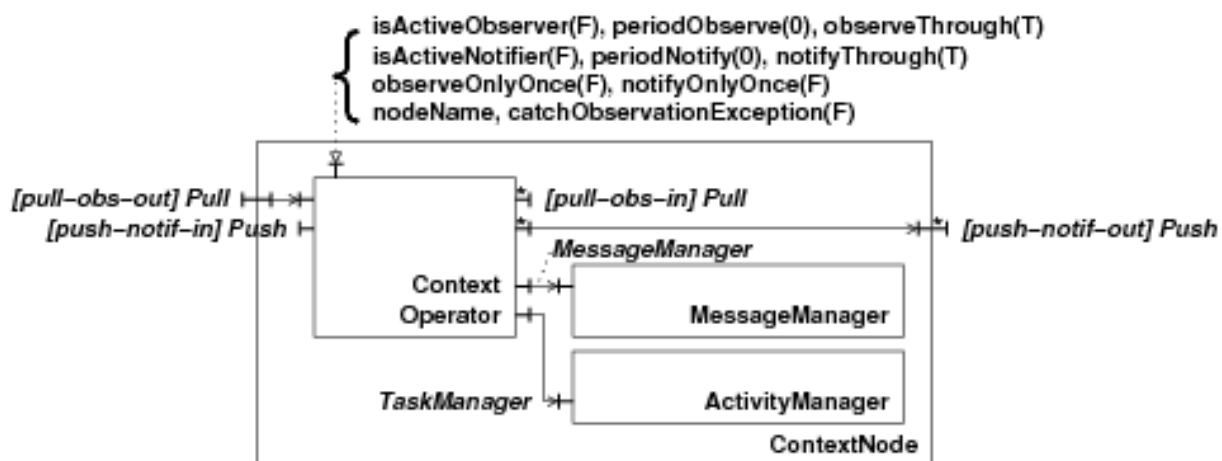 isActiveObserver(F), periodObserve(0), observeThrough(T)
isActiveNotifier(F), periodNotify(0), notifyThrough(T)
observeOnlyOnce(F), notifyOnlyOnce(F)
nodeName, catchObservationException(F)
[pull-obs-out] Pull
* [pull-obs-in] Pull
[push-notif-in] Push
* * [push-notif-out] Push
MessageManager
Context
Operator
MessageManager
TaskManager
ActivityManager
ContextNode